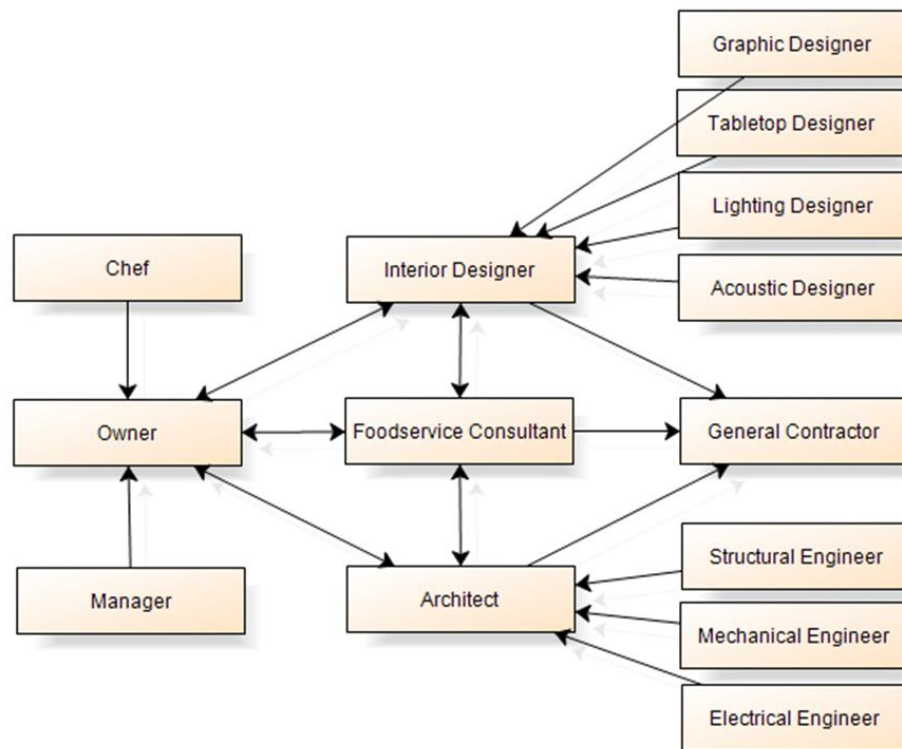 Graphic Designer
Tabletop Designer
Lighting Designer
Acoustic Designer
Interior Designer
Chef
Owner
Foodservice Consultant
General Contractor
Manager
Architect
Structural Engineer
Mechanical Engineer
Electrical Engineer